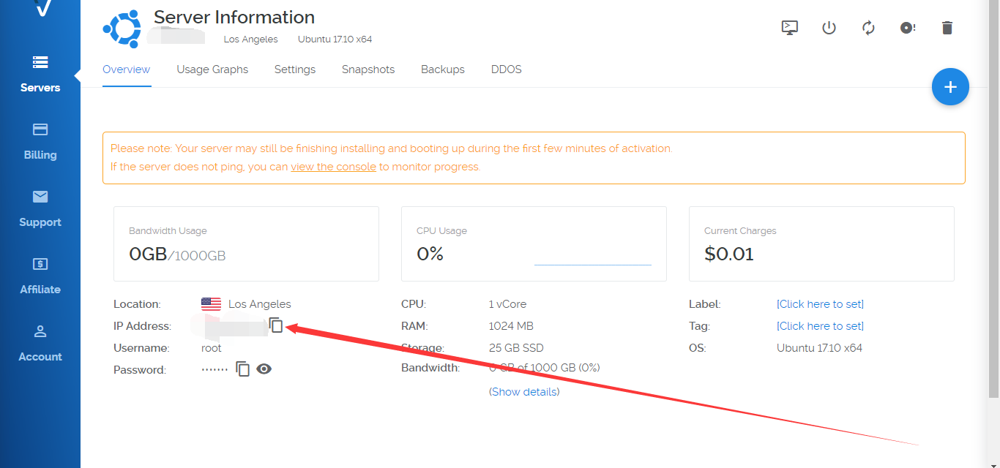 Server Information
Los Angeles Ubuntu 17.10 x64
Servers
Billing
Support
Affiliate
Account
Overview Usage Graphs Settings Snapshots Backups DDOS
Please note: Your server may still be finishing installing and booting up during the first few minutes of activation.
If the server does not ping, you can view the console to monitor progress.
Bandwidth Usage
0GB/1000GB
CPU Usage
0%
Current Charges
$0.01
Location: Los Angeles
IP Address:
Username: root
Password: ·······
CPU: 1 vCore
RAM: 1024 MB
Storage: 25 GB SSD
Bandwidth: 0 GB of 1000 GB (0%)
(Show details)
Label: [Click here to set]
Tag: [Click here to set]
OS: Ubuntu 17.10 x64